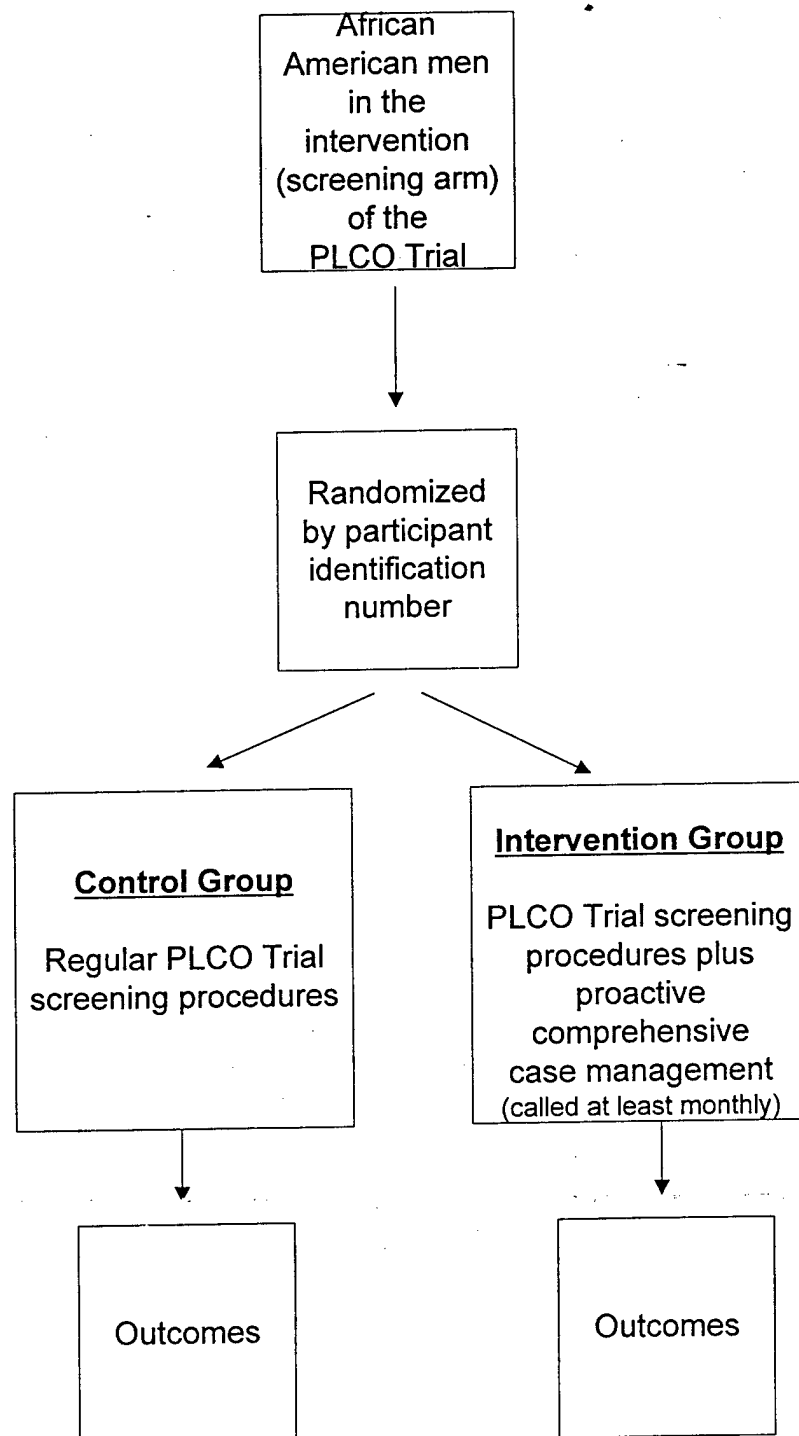 African
American men
in the
intervention
(screening arm)
of the
PLCO Trial
Randomized
by participant
identification
number
Control Group
Regular PLCO Trial
screening procedures
Intervention Group
PLCO Trial screening
procedures plus
proactive
comprehensive
case management
(called at least monthly)
Outcomes
Outcomes